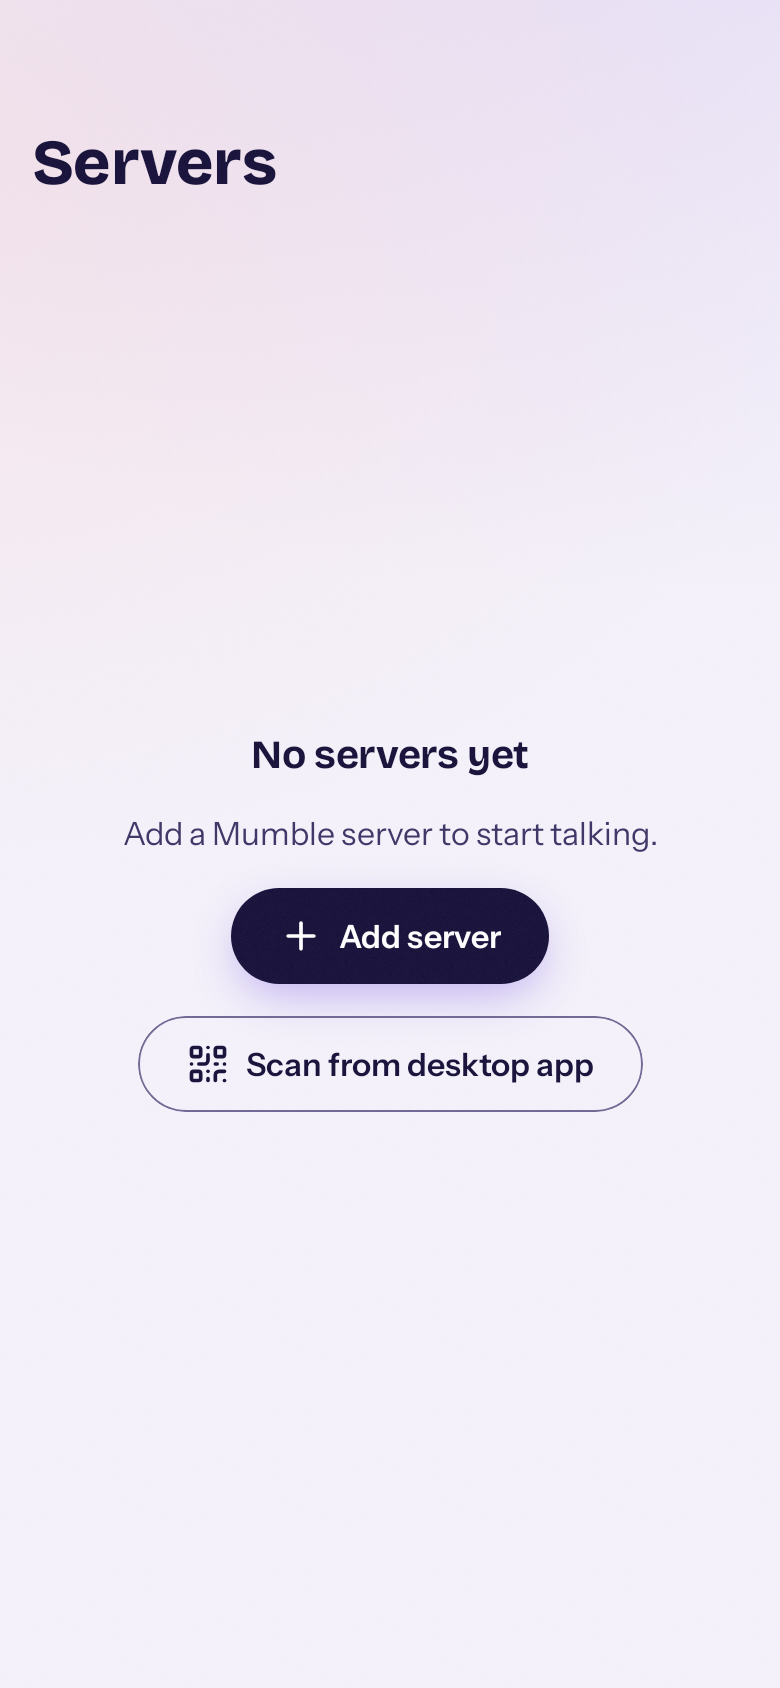 Servers
No servers yet
Add a Mumble server to start talking.
Add server
Scan from desktop app